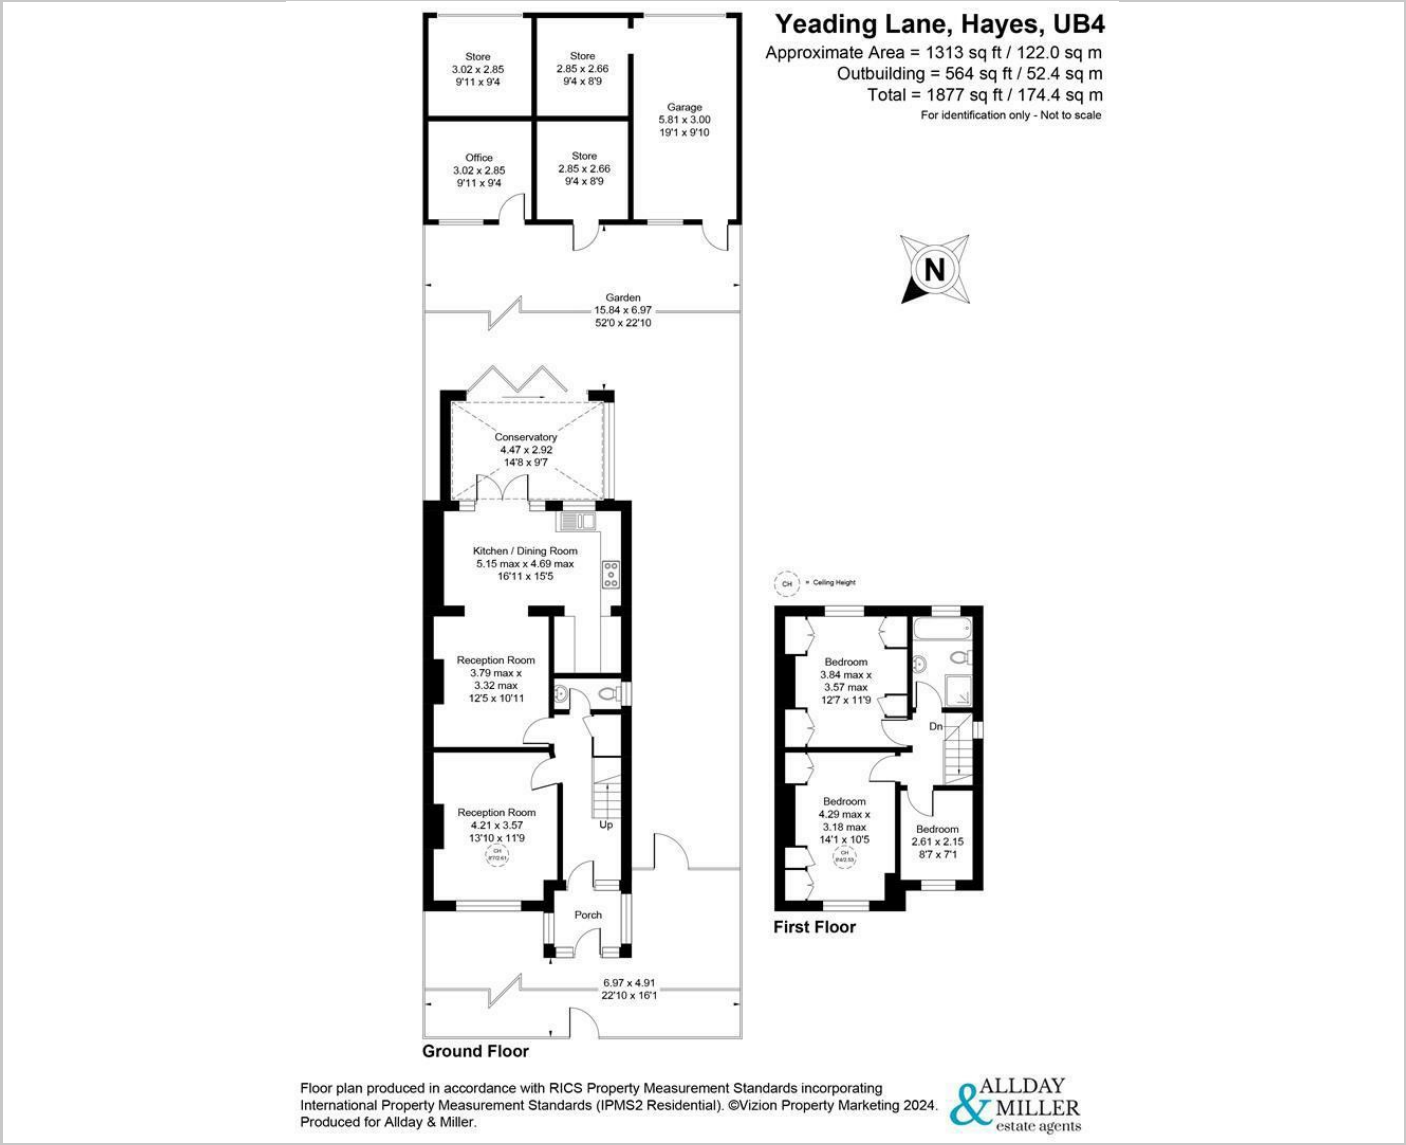 Yeading Lane, Hayes, UB4
Approximate Area = 1313 sq ft / 122.0 sq m
Outbuilding = 564 sq ft / 52.4 sq m
Total = 1877 sq ft / 174.4 sq m
For identification only - Not to scale
Store
3.02 x 2.85
9'11 x 9'4
Store
2.85 x 2.66
9'4 x 8'9
Garage
5.81 x 3.00
19'1 x 9'10
Office
3.02 x 2.85
9'11 x 9'4
Store
2.85 x 2.66
9'4 x 8'9
N
Garden
15.84 x 6.97
52'0 x 22'10
Conservatory
4.47 x 2.92
14'8 x 9'7
Kitchen / Dining Room
5.15 max x 4.69 max
16'11 x 15'5
Reception Room
3.79 max x
3.32 max
12'5 x 10'11
Reception Room
4.21 x 3.57
13'10 x 11'9
CH
Up
Porch
6.97 x 4.91
22'10 x 16'1
Ground Floor
CH = Ceiling Height
Bedroom
3.84 max x
3.57 max
12'7 x 11'9
Dn
Bedroom
4.29 max x
3.18 max
14'1 x 10'5
CH
Bedroom
2.61 x 2.15
8'7 x 7'1
First Floor
Floor plan produced in accordance with RICS Property Measurement Standards incorporating
International Property Measurement Standards (IPMS2 Residential). ©Vizion Property Marketing 2024.
Produced for Allday & Miller.
ALLDAY
& MILLER
estate agents